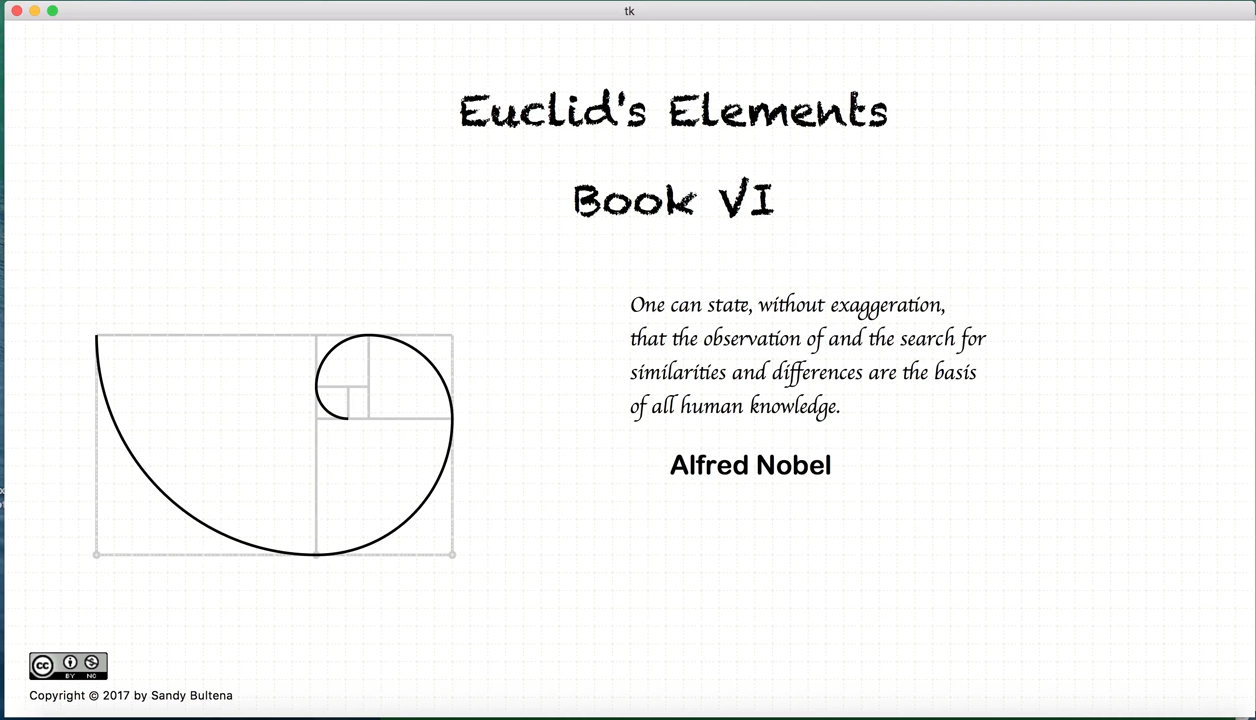 tk
Euclid's Elements
Book VI
One can state, without exaggeration,
that the observation of and the search for
similarities and differences are the basis
of all human knowledge.
Alfred Nobel
cc
BY NC
Copyright © 2017 by Sandy Bultena